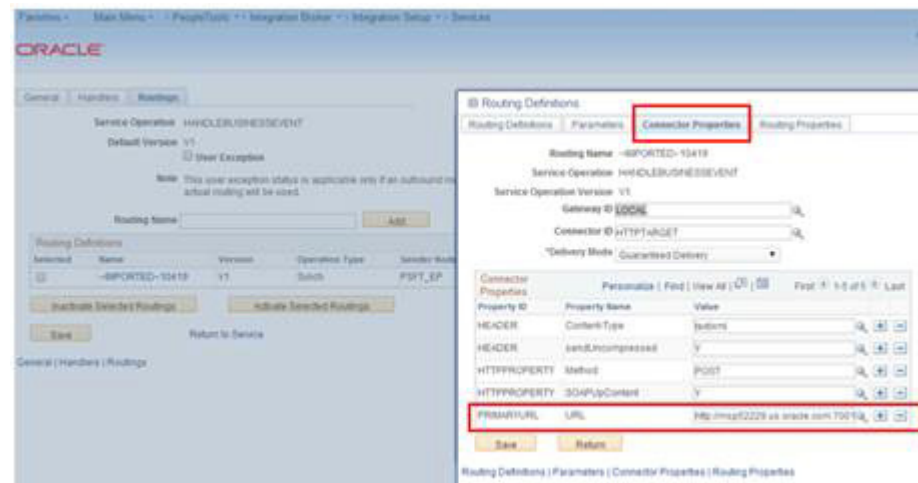 Favorites Main Menu PeopleTools Integration Broker Integration Setup Services
ORACLE
General Handlers Routings
Service Operation HANDLEBUSINESSEVENT
Default Version V1
User Exception
Note This user exception status is applicable only if an outbound
actual routing will be used.
Routing Name Add
Routing Definitions
Selected Name Version Operation Type Sender Node
~IMPORTED~10419 V1 Synch PSFT_EP
Inactivate Selected Routings Activate Selected Routings
Save Return to Service
General | Handlers | Routings
Routing Definitions
Routing Definitions Parameters Connector Properties Routing Properties
Routing Name ~IMPORTED~10419
Service Operation HANDLEBUSINESSEVENT
Service Operation Version V1
Gateway ID LOCAL
Connector ID HTTPTARGET
*Delivery Mode Guaranteed Delivery
Connector Properties Personalize | Find | View All | First 1-5 of 5 Last
Property ID Property Name Value
HEADER Content-Type text/xml
HEADER sendUncompressed Y
HTTPPROPERTY Method POST
HTTPPROPERTY SOAPUpContent Y
PRIMARYURL URL
Save Return
Routing Definitions | Parameters | Connector Properties | Routing Properties